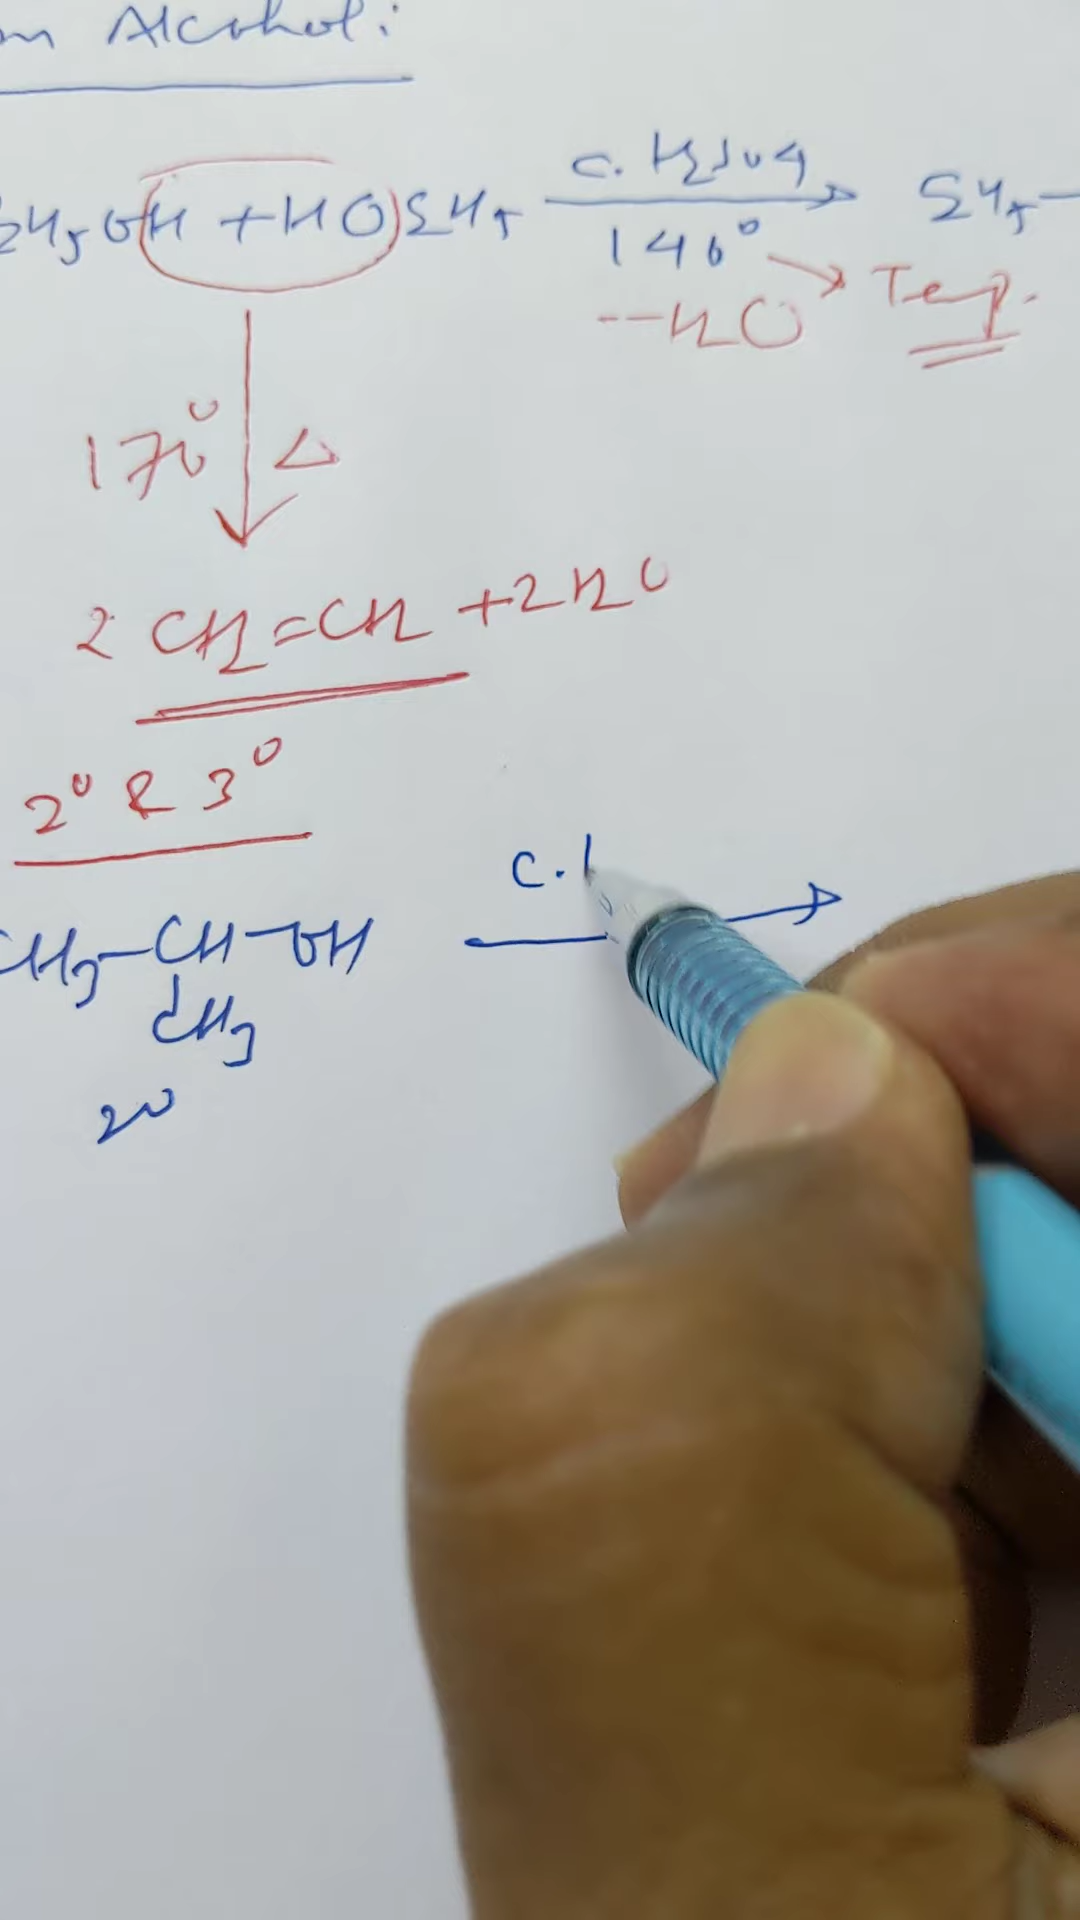 m Alcohol:
2H5OH + HOC2H5 c. H2SO4 C2H5-
140° → Temp.
--H2O
170° Δ
2 CH2=CH2 + 2H2O
2° & 3°
CH3-CH-OH c.
CH3
2°